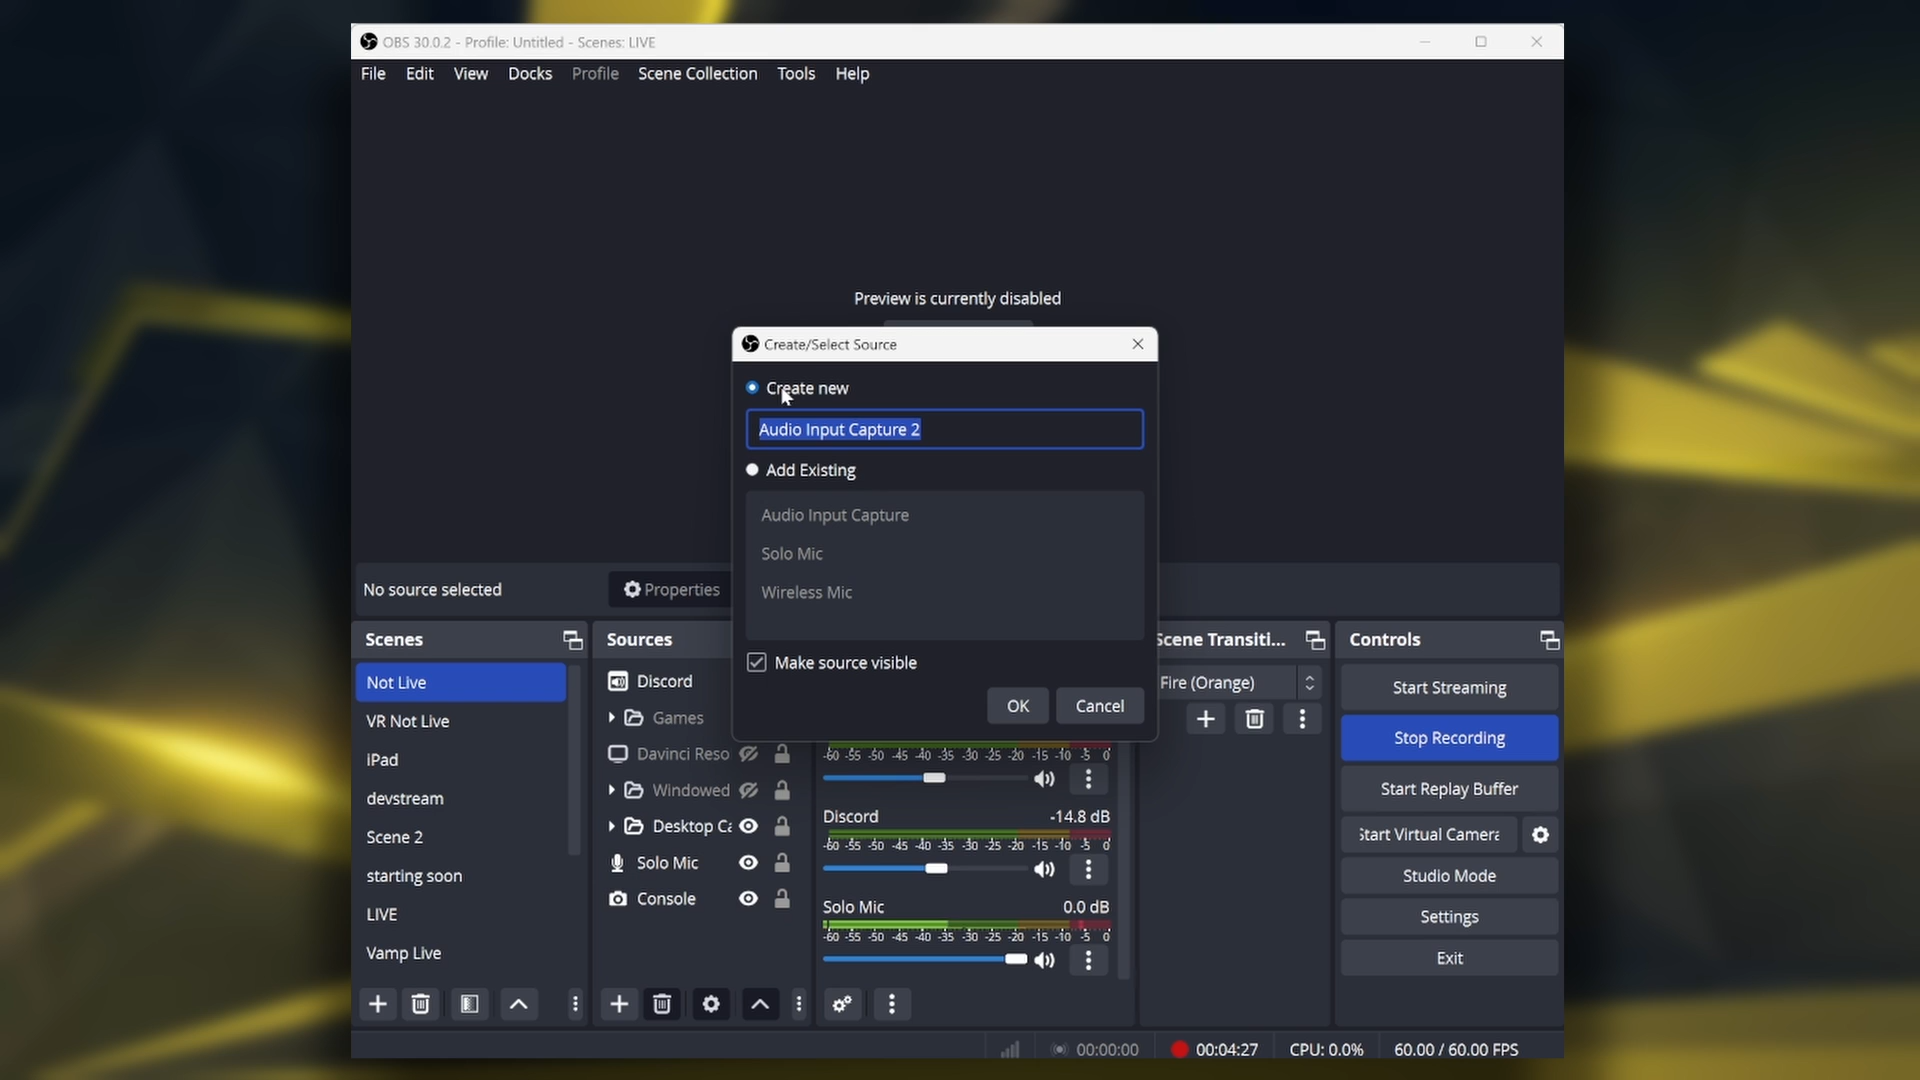 OBS 30.0.2 - Profile: Untitled - Scenes: LIVE
File Edit View Docks Profile Scene Collection Tools Help
Preview is currently disabled
Create/Select Source
Create new
Audio Input Capture 2
Add Existing
Audio Input Capture
Solo Mic
Wireless Mic
Make source visible
OK Cancel
No source selected
Properties
Scenes
Not Live
VR Not Live
iPad
devstream
Scene 2
starting soon
LIVE
Vamp Live
Sources
Discord
Games
Davinci Reso
Windowed
Desktop Ca
Solo Mic
Console
-60 -55 -50 -45 -40 -35 -30 -25 -20 -15 -10 -5 0
Discord -14.8 dB
-60 -55 -50 -45 -40 -35 -30 -25 -20 -15 -10 -5 0
Solo Mic 0.0 dB
-60 -55 -50 -45 -40 -35 -30 -25 -20 -15 -10 -5 0
Scene Transiti...
Fire (Orange)
Controls
Start Streaming
Stop Recording
Start Replay Buffer
Start Virtual Camera
Studio Mode
Settings
Exit
00:00:00 00:04:27 CPU: 0.0% 60.00 / 60.00 FPS